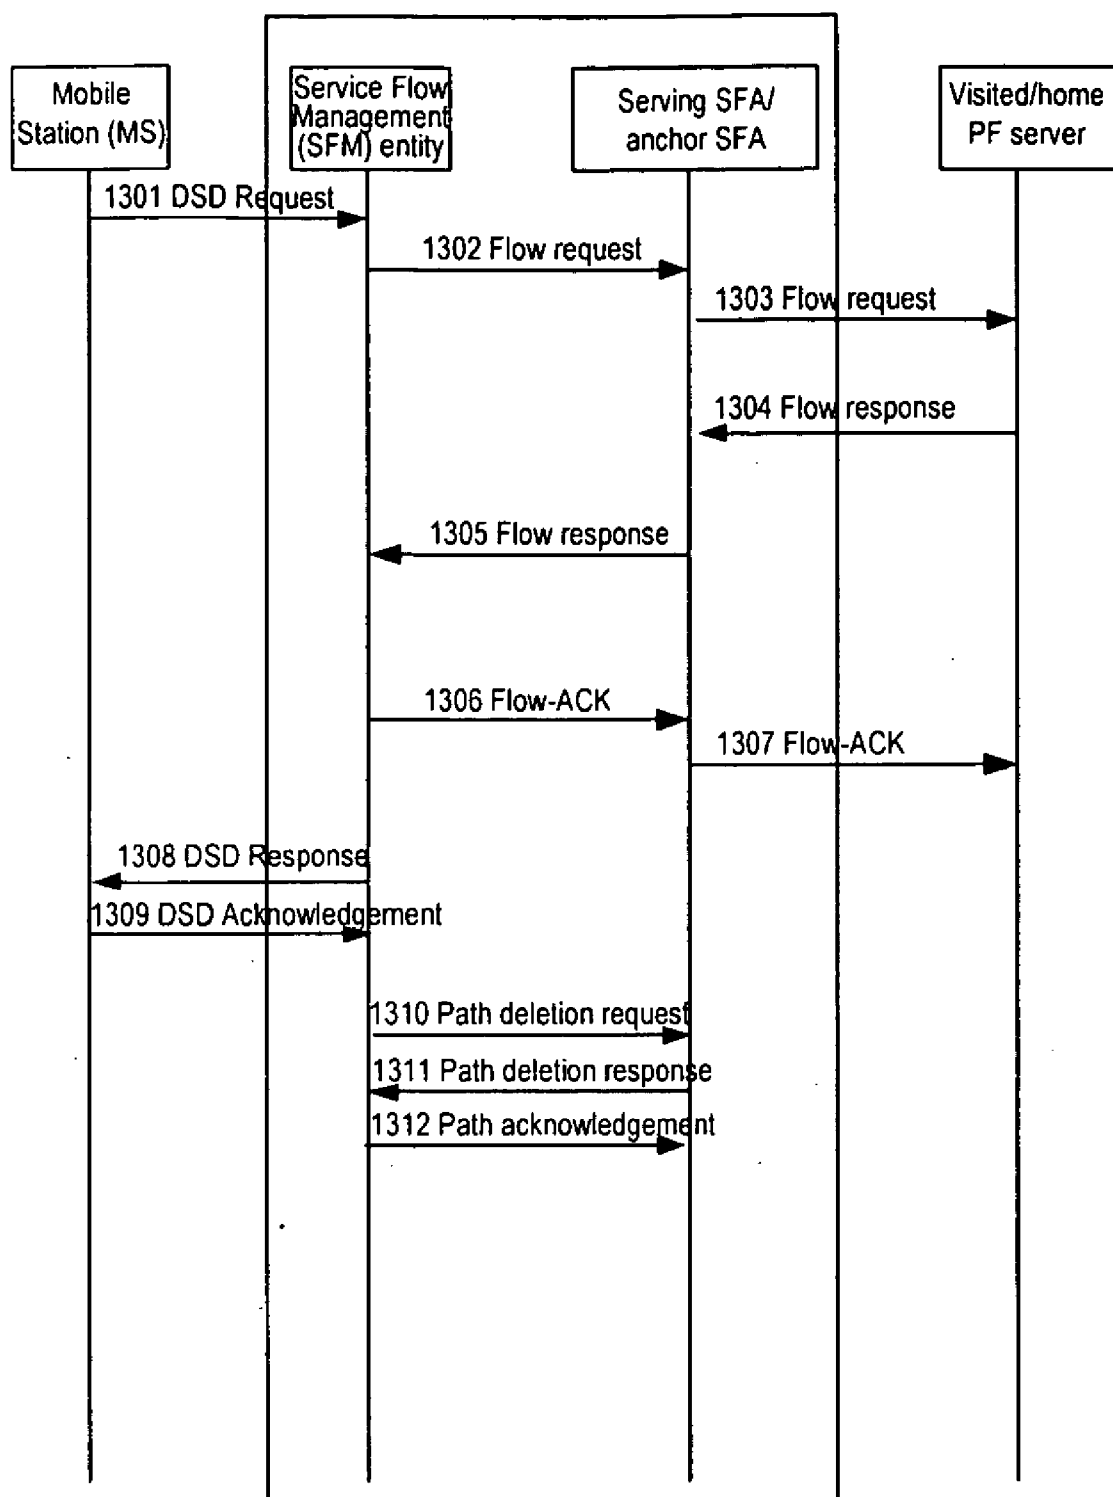 Mobile
Station (MS)
Service Flow
Management
(SFM) entity
Serving SFA/
anchor SFA
Visited/home
PF server
1301 DSD Request
1302 Flow request
1303 Flow request
1304 Flow response
1305 Flow response
1306 Flow-ACK
1307 Flow-ACK
1308 DSD Response
1309 DSD Acknowledgement
1310 Path deletion request
1311 Path deletion response
1312 Path acknowledgement